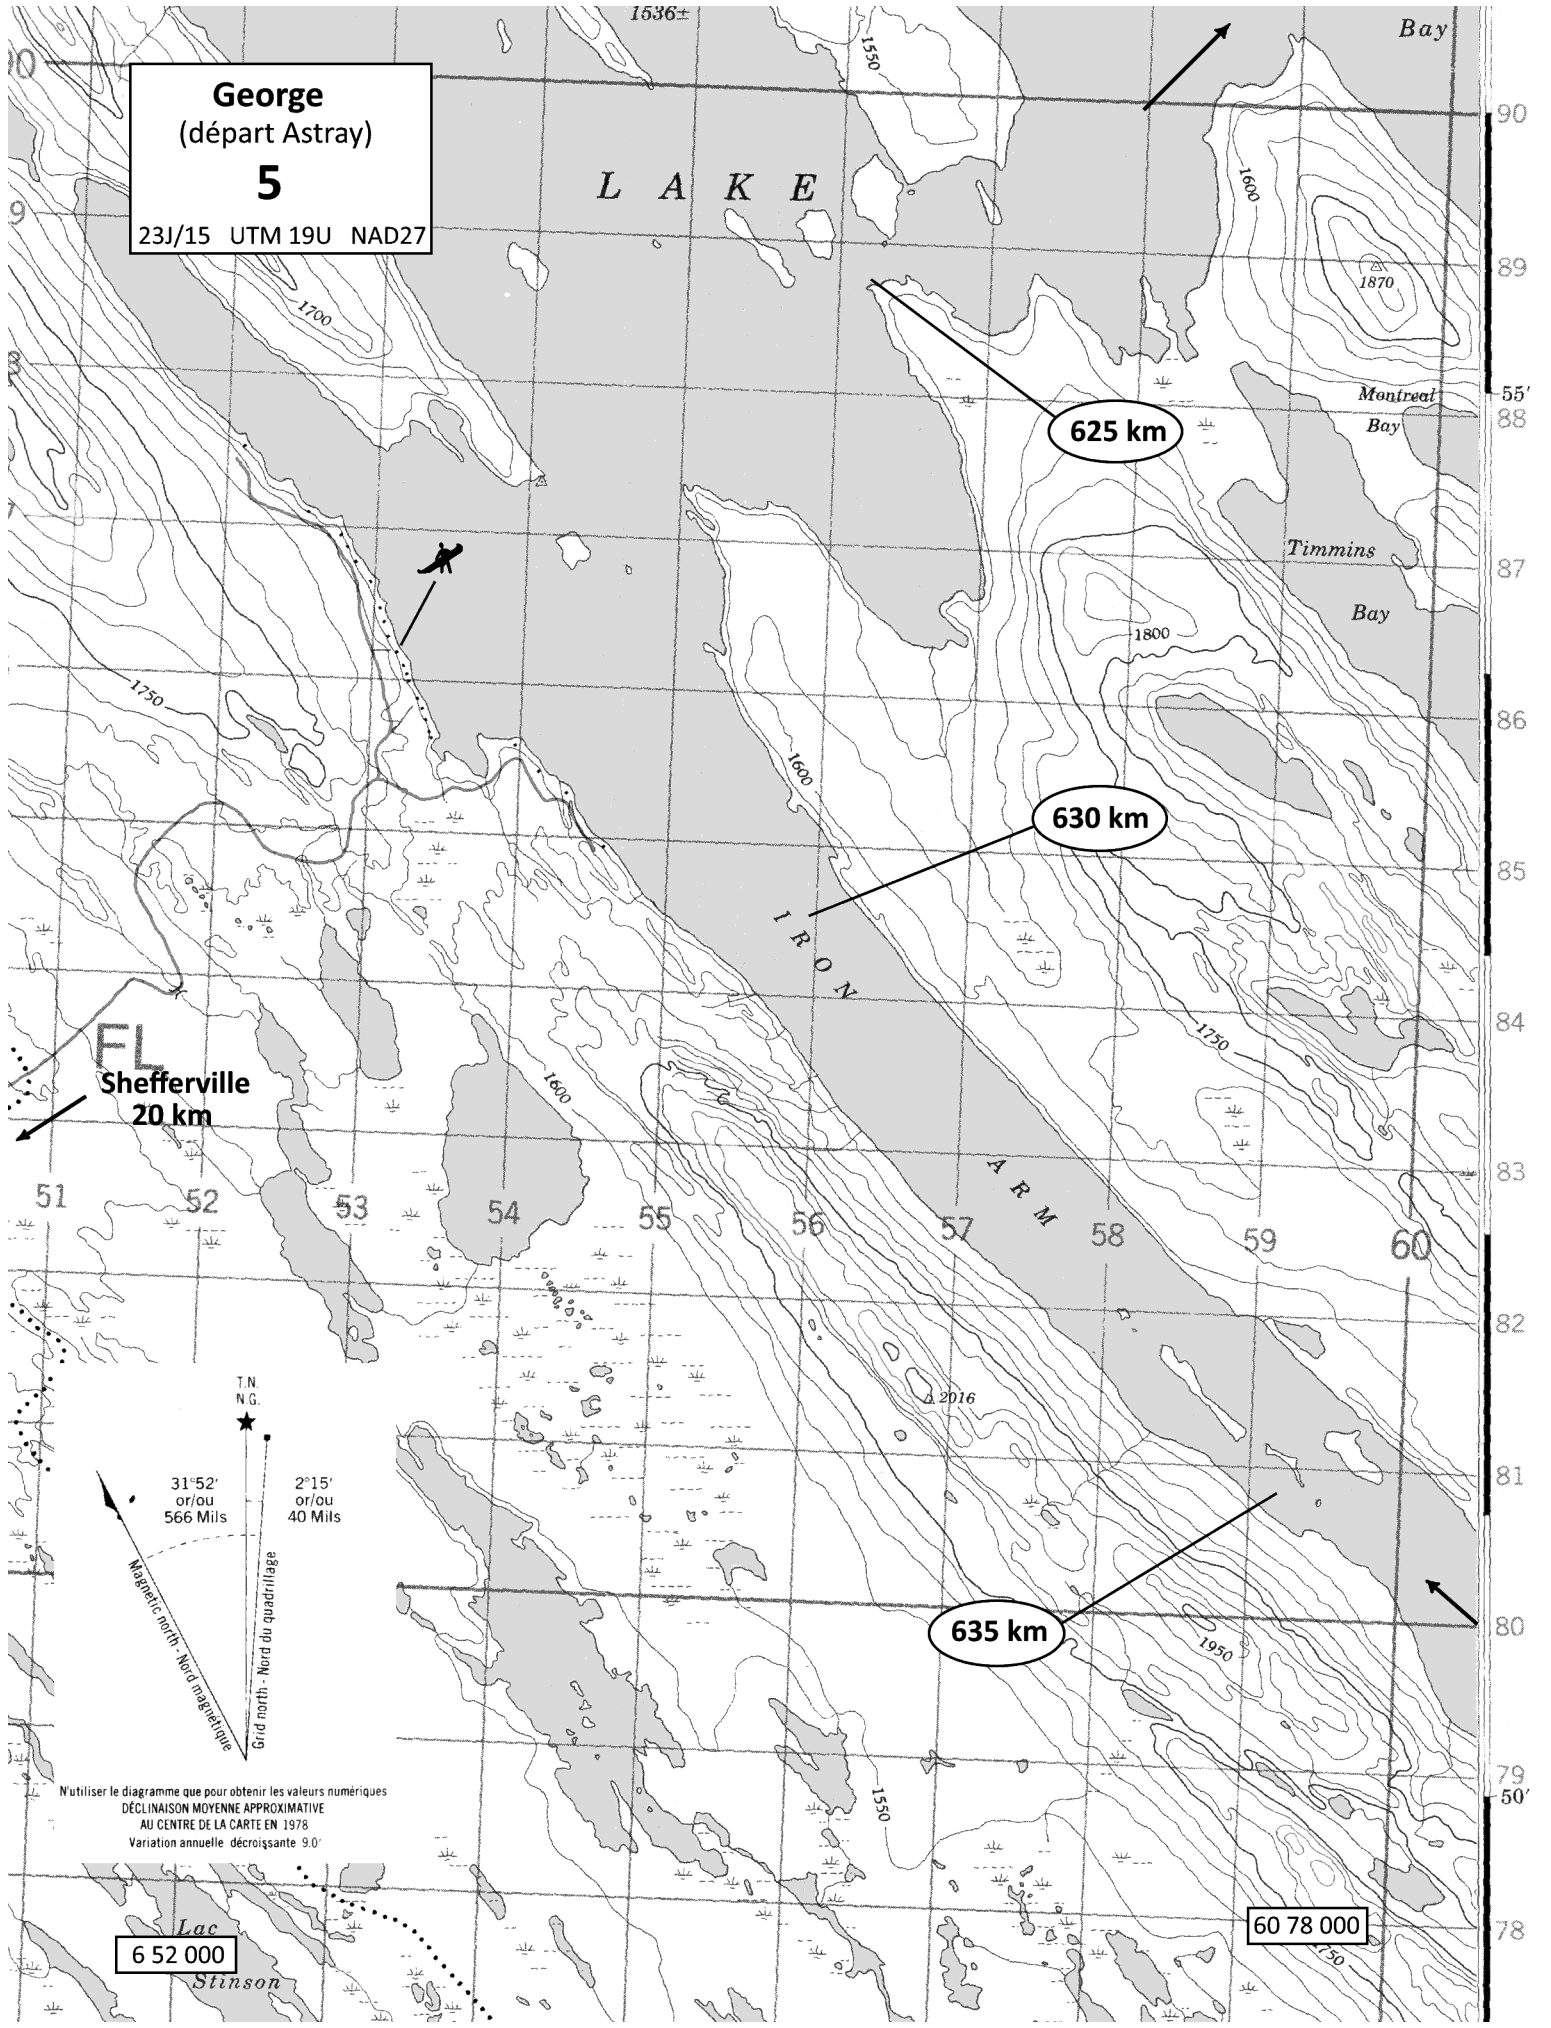 1536±
Bay
1550
90
George
(départ Astray)
5
23J/15 UTM 19U NAD27
90
9
LAKE
1600
1870
89
1700
Montreal
Bay
55'
88
625 km
Timmins
Bay
87
1800
1750
86
1600
630 km
85
IRON
84
1750
FL
Shefferville
20 km
1600
ARM
83
51
52
53
54
55
56
57
58
59
60
82
2016
81
T.N.
N.G.
31°52'
or/ou
566 Mils
2°15'
or/ou
40 Mils
Magnetic north - Nord magnétique
Grid north - Nord du quadrillage
635 km
80
1950
79
50'
N'utiliser le diagramme que pour obtenir les valeurs numériques
DÉCLINAISON MOYENNE APPROXIMATIVE
AU CENTRE DE LA CARTE EN 1978
Variation annuelle décroissante 9.0'
1550
60 78 000
78
1750
Lac
6 52 000
Stinson